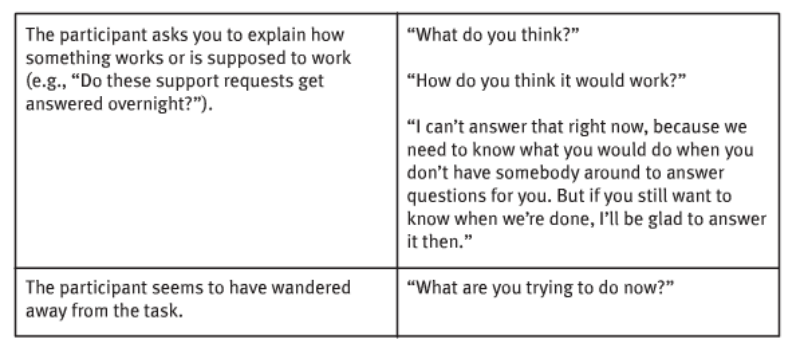 The participant asks you to explain how
something works or is supposed to work
(e.g., “Do these support requests get
answered overnight?”).
“What do you think?”
“How do you think it would work?”
“I can’t answer that right now, because we
need to know what you would do when you
don’t have somebody around to answer
questions for you. But if you still want to
know when we’re done, I’ll be glad to answer
it then.”
The participant seems to have wandered
away from the task.
“What are you trying to do now?”